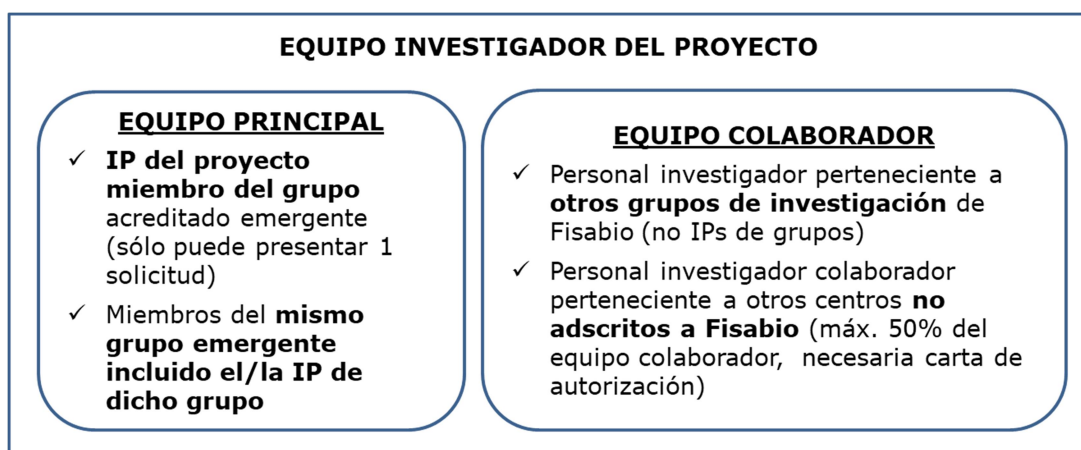 EQUIPO INVESTIGADOR DEL PROYECTO
EQUIPO PRINCIPAL
✓ IP del proyecto
miembro del grupo
acreditado emergente
(sólo puede presentar 1
solicitud)
✓ Miembros del mismo
grupo emergente
incluido el/la IP de
dicho grupo
EQUIPO COLABORADOR
✓ Personal investigador perteneciente a
otros grupos de investigación de
Fisabio (no IPs de grupos)
✓ Personal investigador colaborador
perteneciente a otros centros no
adscritos a Fisabio (máx. 50% del
equipo colaborador, necesaria carta de
autorización)